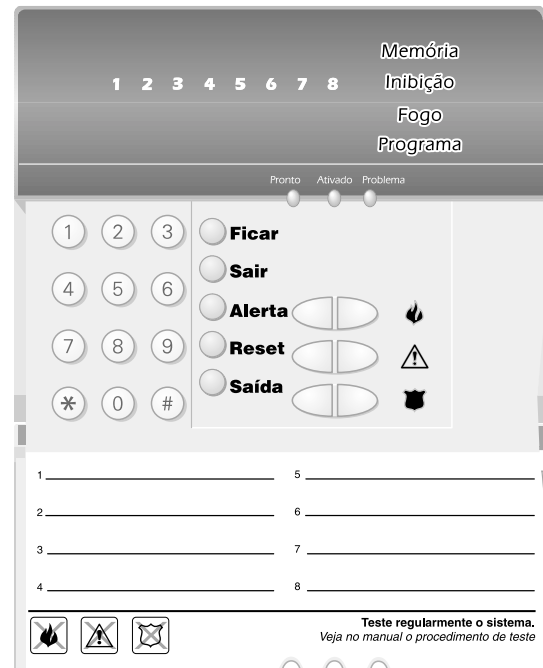 Memória
1 2 3 4 5 6 7 8 Inibição
Fogo
Programa
Pronto Ativado Problema
1 2 3 Ficar
Sair
4 5 6
Alerta
7 8 9 Reset
Saída
* 0 #
1 5
2 6
3 7
4 8
Teste regularmente o sistema.
Veja no manual o procedimento de teste